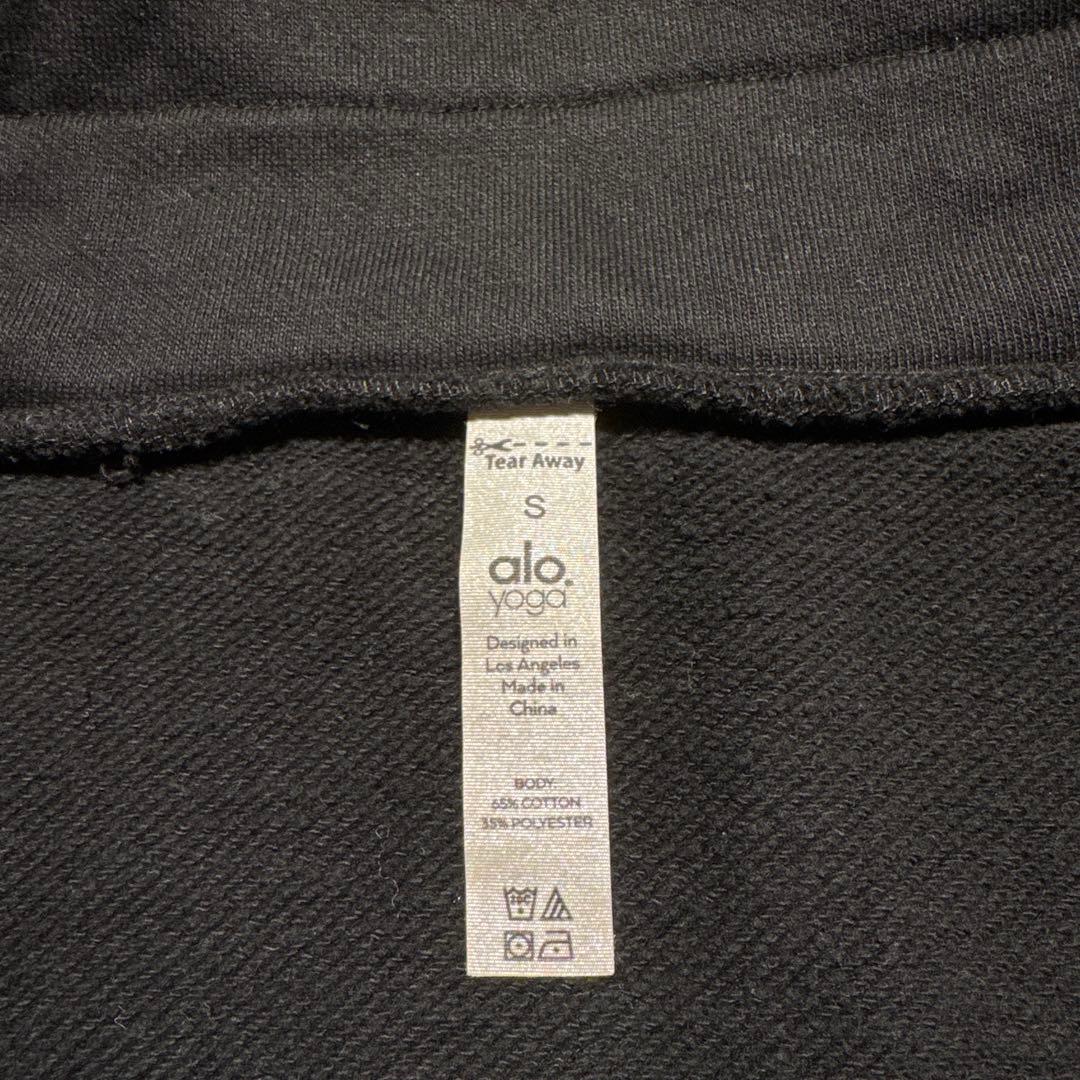 Tear Away
S
alo.
yoga
Designed in
Los Angeles
Made in
China
BODY
65% COTTON
35% POLYESTER